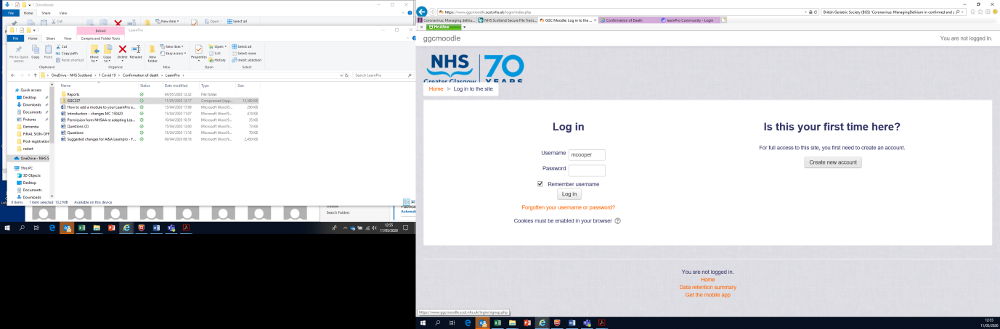 Downloads
File Home Share View
Cut
New item
Open
Select all
Extract LearnPro
File Home Share View Compressed Folder Tools
Pin to Quick access
Copy
Paste
Cut
Copy path
Paste shortcut
Move to
Copy to
Delete
Rename
New folder
New item
Easy access
Properties
Open
Edit
History
Select all
Select none
Invert selection
Clipboard Organise New Open Select
OneDrive - NHS Scotland > 1 Covid 19 > Confirmation of death > LearnPro >
Search LearnPro
Name Status Date modified Type Size
Reports 04/05/2020 12:32 File folder
GGC237 11/05/2020 12:17 Compressed (zipp... 13,580 KB
How to add a module to your LearnPro a... 15/04/2020 17:09 Microsoft Word D... 280 KB
Introduction - changes MC 150420 15/04/2020 11:07 Microsoft Word 9... 474 KB
Permission form NHSAA re adapting Lea... 10/04/2020 10:51 Microsoft Word 9... 35 KB
Questions (2) 15/04/2020 13:00 Microsoft Word 9... 73 KB
Questions 15/04/2020 11:18 Microsoft Word 9... 70 KB
Suggested changes for A&A Learnpro - F... 09/04/2020 08:18 Microsoft Word 9... 2,450 KB
Quick access
Desktop
Downloads
Documents
Pictures
Dementia
FINAL SIGN-OFF
Post-registration
restart
OneDrive - NHS S
This PC
3D Objects
Desktop
Documents
Downloads
8 items 1 item selected 13.2 MB Available on this device
Search Folders
12:55
11/05/2020
https://www.ggcmoodle.scot.nhs.uk/login/index.php
British Geriatric Society (BGS) 'Coronavirus: ManagingDelirium in confirmed and s
Coronavirus: Managing deliriu...
NHS Scotland Secure File Trans...
GGC Moodle: Log in to the ...
Confirmation of Death
learnPro Community - Login
McAfee
ggcmoodle
You are not logged in.
NHS 70
Greater Glasgow YEARS
Home Log in to the site
Log in
Username mcooper
Password
Remember username
Log in
Forgotten your username or password?
Cookies must be enabled in your browser
Is this your first time here?
For full access to this site, you first need to create an account.
Create new account
You are not logged in.
Home
Data retention summary
Get the mobile app
https://www.ggcmoodle.scot.nhs.uk/login/signup.php
12:55
11/05/2020